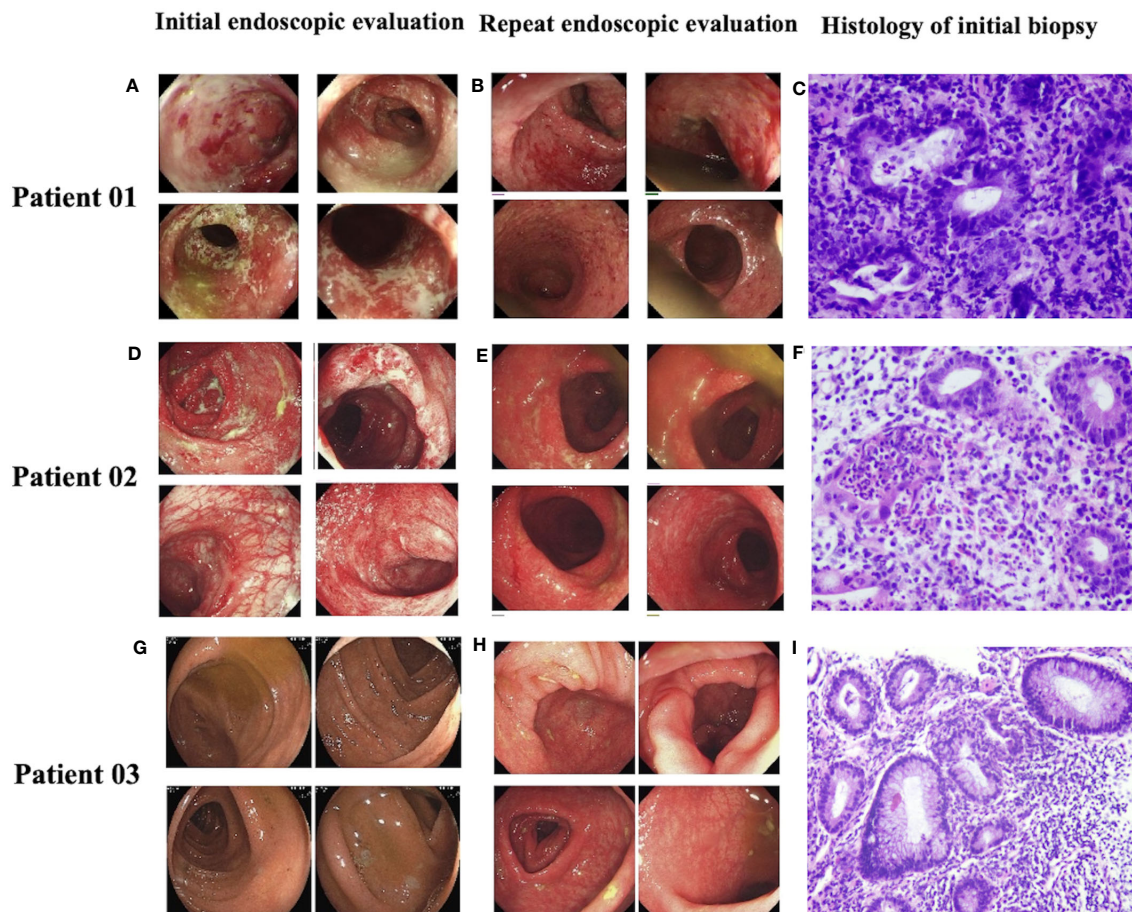 Initial endoscopic evaluation Repeat endoscopic evaluation Histology of initial biopsy
A B C
Patient 01
D E F
Patient 02
G H I
Patient 03